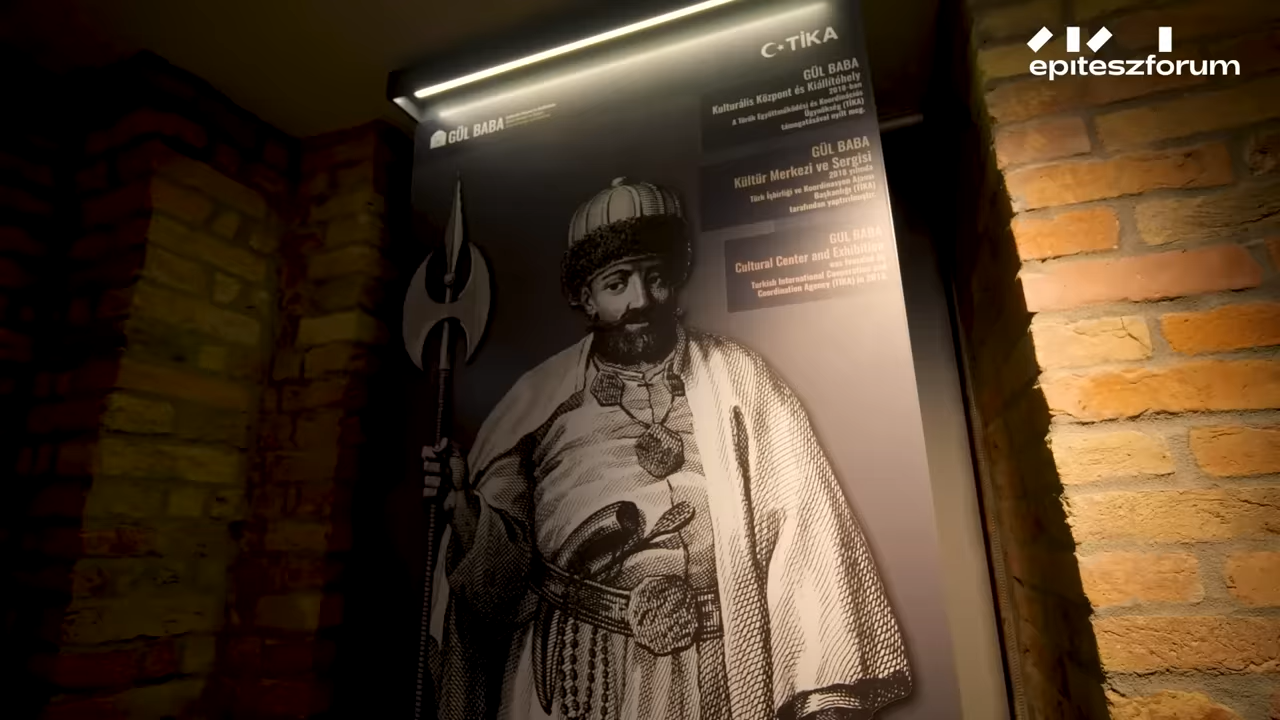 epiteszforum
TİKA
GÜL BABA
GÜL BABA
Kulturális Központ és Kiállítóhely
2018-ban
A Török Együttműködési és Koordinációs
Ügynökség (TİKA)
támogatásával nyílt meg.
GÜL BABA
Kültür Merkezi ve Sergisi
2018 yılında
Türk İşbirliği ve Koordinasyon Ajansı
Başkanlığı (TİKA)
tarafından yaptırılmıştır.
GÜL BABA
Cultural Center and Exhibition
was founded by
Turkish International Cooperation and
Coordination Agency (TİKA) in 2018.